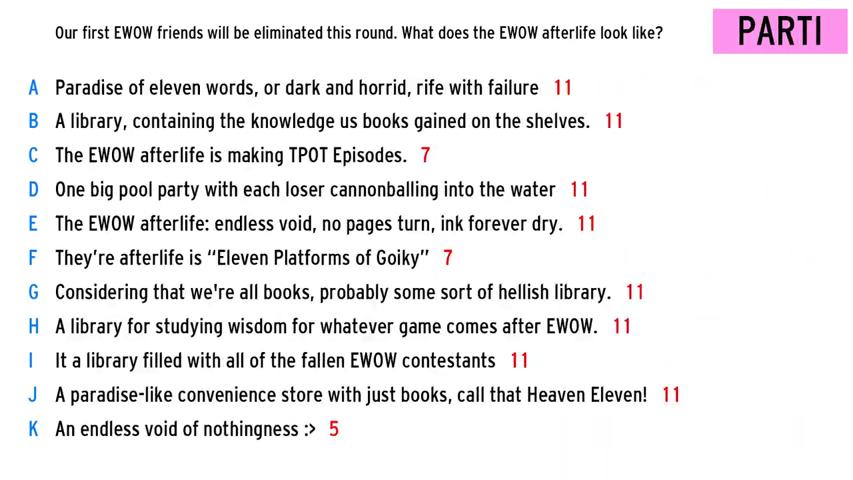 Our first EWOW friends will be eliminated this round. What does the EWOW afterlife look like?
PARTI
A Paradise of eleven words, or dark and horrid, rife with failure 11
B A library, containing the knowledge us books gained on the shelves. 11
C The EWOW afterlife is making TPOT Episodes. 7
D One big pool party with each loser cannonballing into the water 11
E The EWOW afterlife: endless void, no pages turn, ink forever dry. 11
F They're afterlife is “Eleven Platforms of Goiky” 7
G Considering that we're all books, probably some sort of hellish library. 11
H A library for studying wisdom for whatever game comes after EWOW. 11
I It a library filled with all of the fallen EWOW contestants 11
J A paradise-like convenience store with just books, call that Heaven Eleven! 11
K An endless void of nothingness :> 5